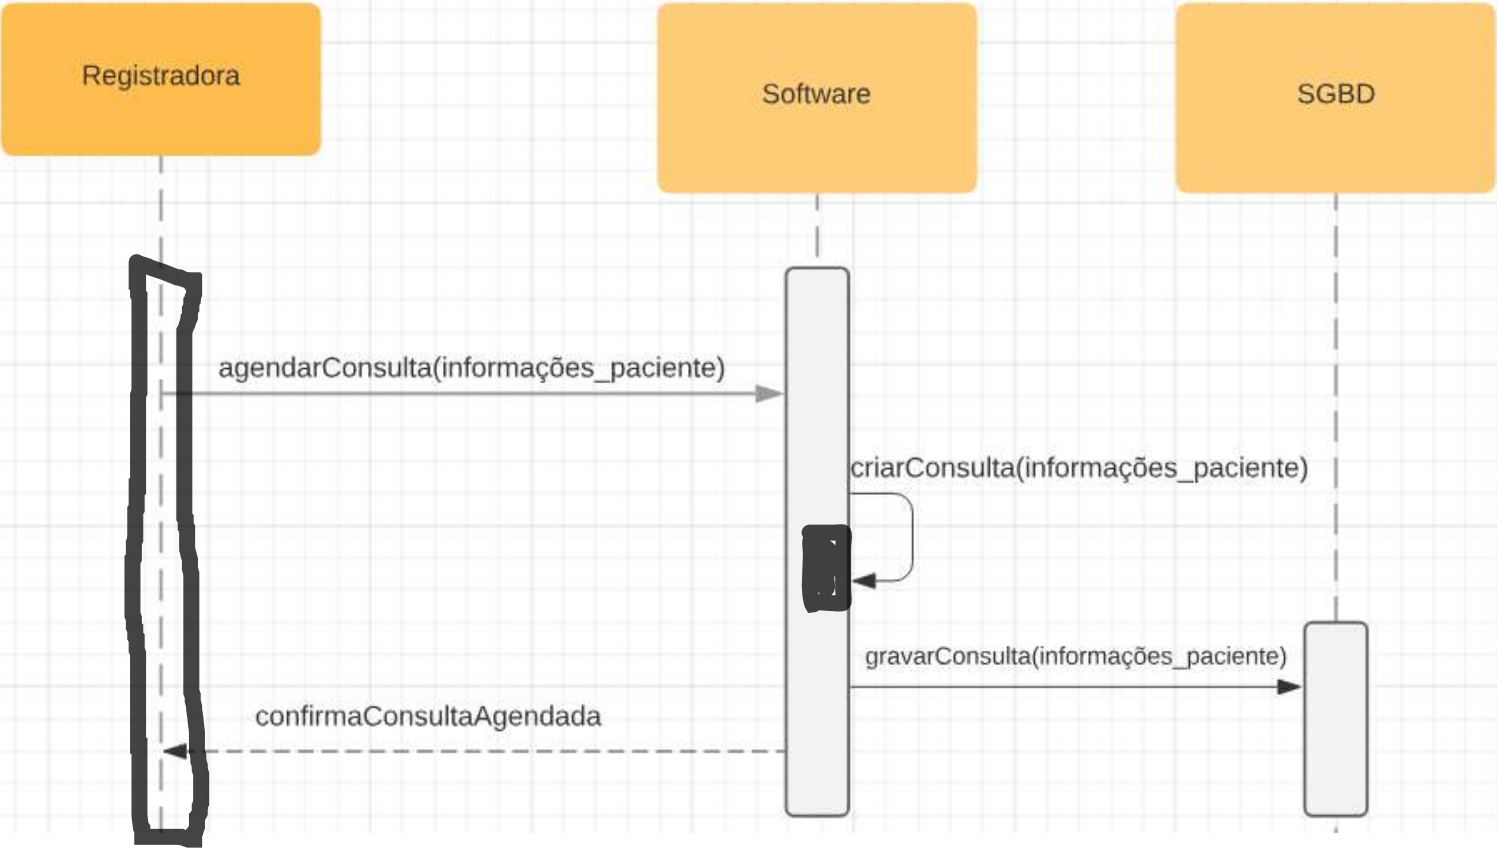 Registradora
Software
SGBD
agendarConsulta(informações_paciente)
criarConsulta(informações_paciente)
gravarConsulta(informações_paciente)
confirmaConsultaAgendada